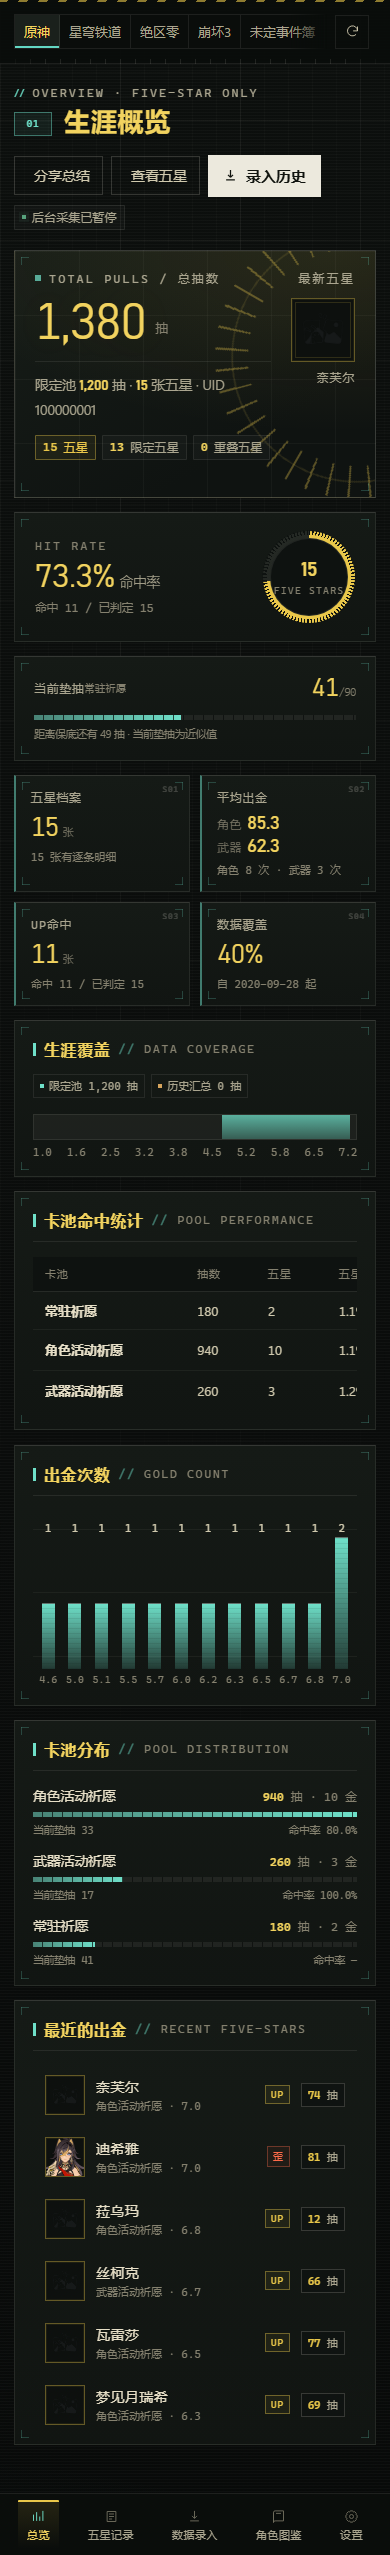 原神 星穹铁道 绝区零 崩坏3 未定事件簿
// OVERVIEW · FIVE-STAR ONLY
01 生涯概览
分享总结 查看五星 录入历史
后台采集已暂停
TOTAL PULLS / 总抽数 最新五星
1,380 抽
奈芙尔
限定池 1,200 抽 · 15 张五星 · UID
100000001
15 五星 13 限定五星 0 重叠五星
HIT RATE
73.3% 命中率
命中 11 / 已判定 15
15
FIVE STARS
当前垫抽 常驻祈愿 41/90
距离保底还有 49 抽 · 当前垫抽为近似值
五星档案 S01
15 张
15 张有逐条明细
平均出金 S02
角色 85.3
武器 62.3
角色 8 次 · 武器 3 次
UP命中 S03
11 张
命中 11 / 已判定 15
数据覆盖 S04
40%
自 2020-09-28 起
生涯覆盖 // DATA COVERAGE
限定池 1,200 抽 历史汇总 0 抽
1.0 1.6 2.5 3.2 3.8 4.5 5.2 5.8 6.5 7.2
卡池命中统计 // POOL PERFORMANCE
卡池 抽数 五星 五星
常驻祈愿 180 2 1.1
角色活动祈愿 940 10 1.1
武器活动祈愿 260 3 1.2
出金次数 // GOLD COUNT
1 1 1 1 1 1 1 1 1 1 1 2
4.6 5.0 5.1 5.5 5.7 6.0 6.2 6.3 6.5 6.7 6.8 7.0
卡池分布 // POOL DISTRIBUTION
角色活动祈愿 940 抽 · 10 金
当前垫抽 33 命中率 80.0%
武器活动祈愿 260 抽 · 3 金
当前垫抽 17 命中率 100.0%
常驻祈愿 180 抽 · 2 金
当前垫抽 41 命中率 —
最近的出金 // RECENT FIVE-STARS
奈芙尔 UP 74 抽
角色活动祈愿 · 7.0
迪希雅 歪 81 抽
角色活动祈愿 · 7.0
菈乌玛 UP 12 抽
角色活动祈愿 · 6.8
丝柯克 UP 66 抽
武器活动祈愿 · 6.7
瓦雷莎 UP 77 抽
角色活动祈愿 · 6.5
梦见月瑞希 UP 69 抽
角色活动祈愿 · 6.3
总览 五星记录 数据录入 角色图鉴 设置